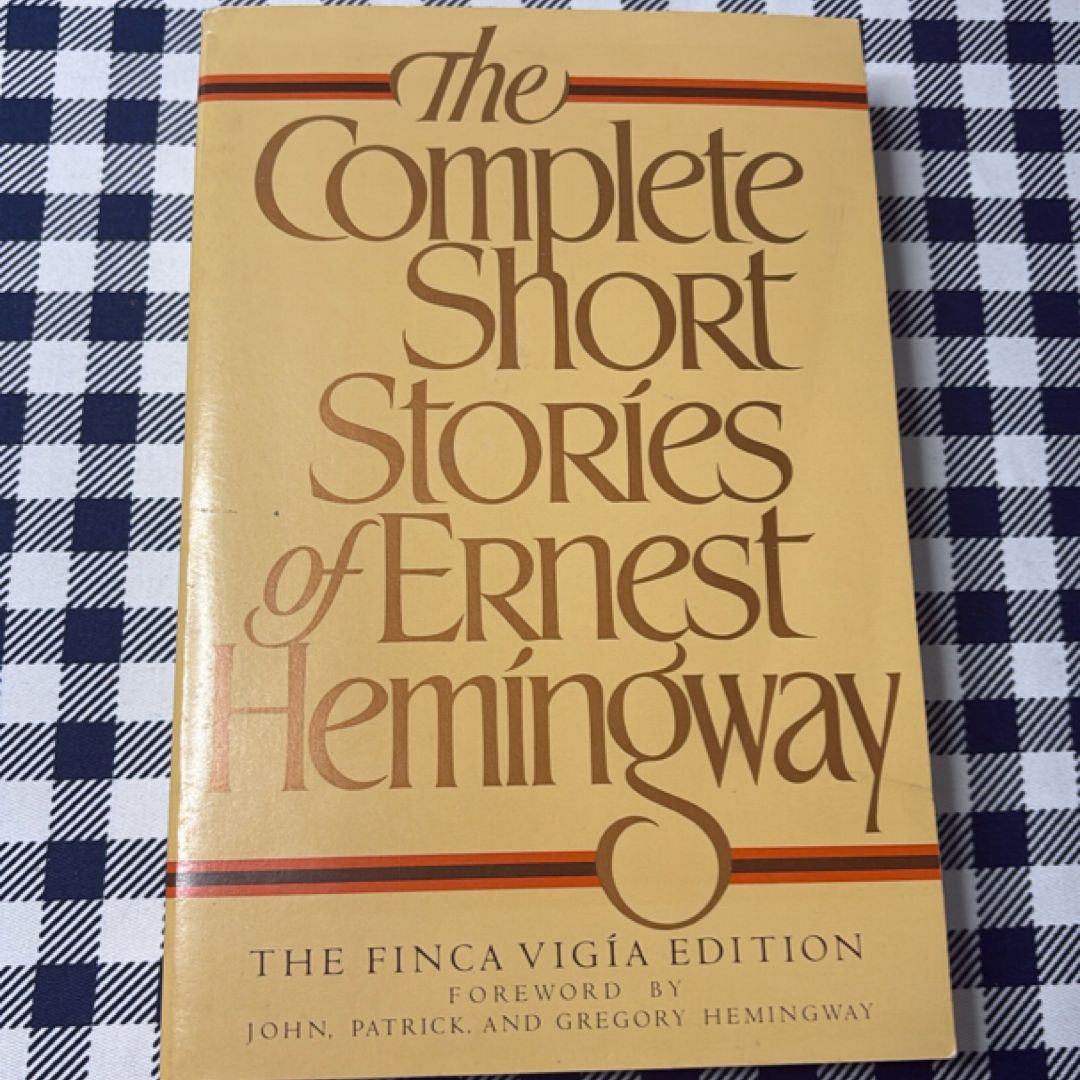 The
Complete
Short
Stories
of Ernest
Hemingway
THE FINCA VIGÍA EDITION
FOREWORD BY
JOHN, PATRICK, AND GREGORY HEMINGWAY